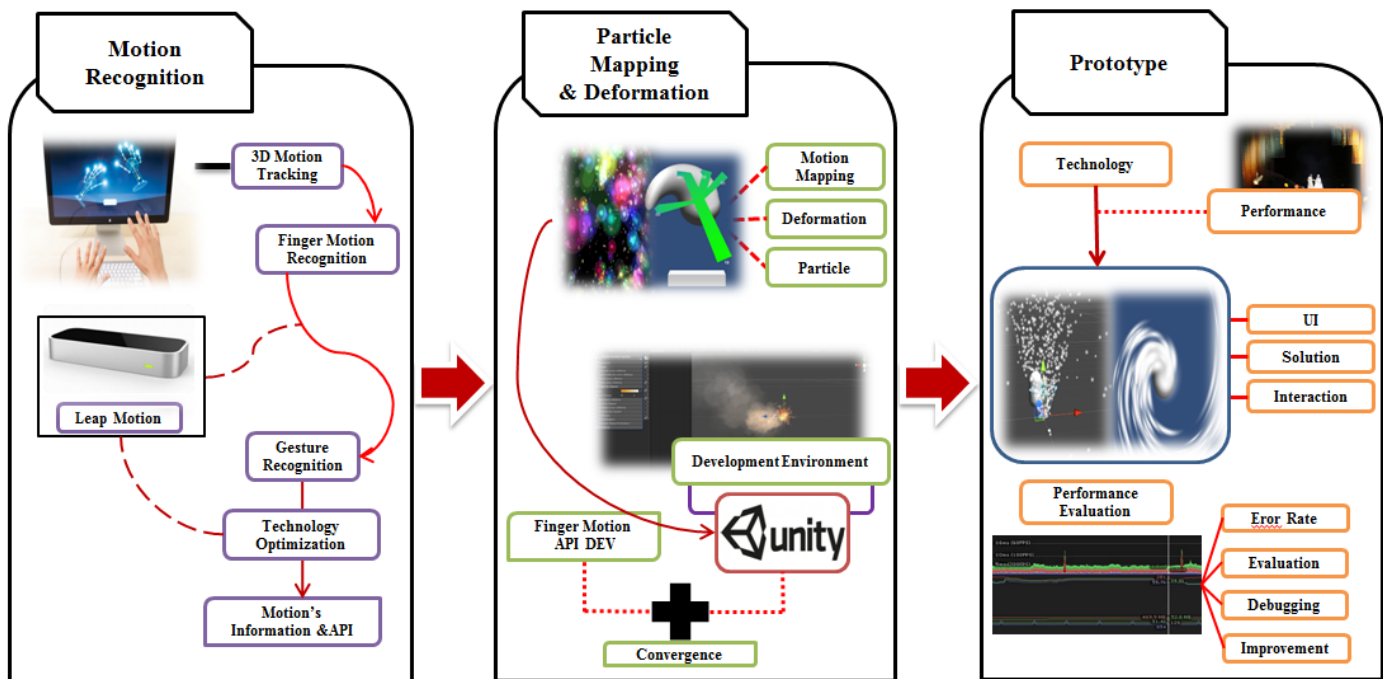 Motion
Recognition
3D Motion
Tracking
Finger Motion
Recognition
Leap Motion
Gesture
Recognition
Technology
Optimization
Motion's
Information &API
Particle
Mapping
& Deformation
Motion
Mapping
Deformation
Particle
Development Environment
Finger Motion
API DEV
unity
Convergence
Prototype
Technology
Performance
UI
Solution
Interaction
Performance
Evaluation
Eror Rate
Evaluation
Debugging
Improvement